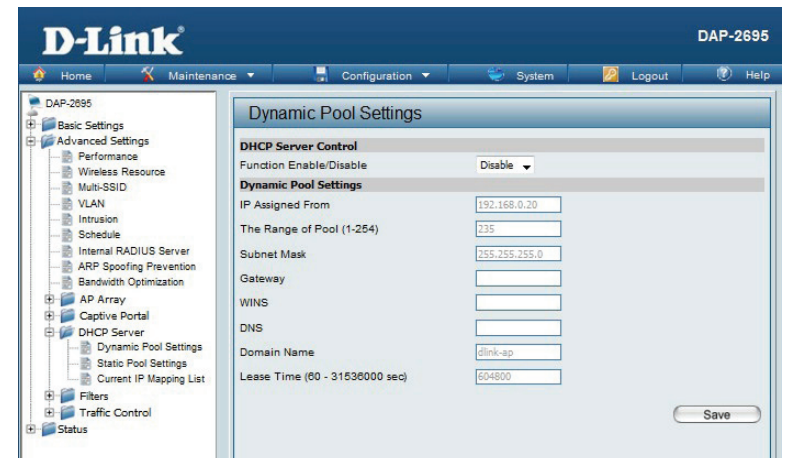 D-Link
DAP-2695
Home Maintenance Configuration System Logout Help
DAP-2695
Basic Settings
Advanced Settings
Performance
Wireless Resource
Multi-SSID
VLAN
Intrusion
Schedule
Internal RADIUS Server
ARP Spoofing Prevention
Bandwidth Optimization
AP Array
Captive Portal
DHCP Server
Dynamic Pool Settings
Static Pool Settings
Current IP Mapping List
Filters
Traffic Control
Status
Dynamic Pool Settings
DHCP Server Control
Function Enable/Disable Disable
Dynamic Pool Settings
IP Assigned From 192.168.0.20
The Range of Pool (1-254) 235
Subnet Mask 255.255.255.0
Gateway
WINS
DNS
Domain Name dlink-ap
Lease Time (60 - 31536000 sec) 604800
Save